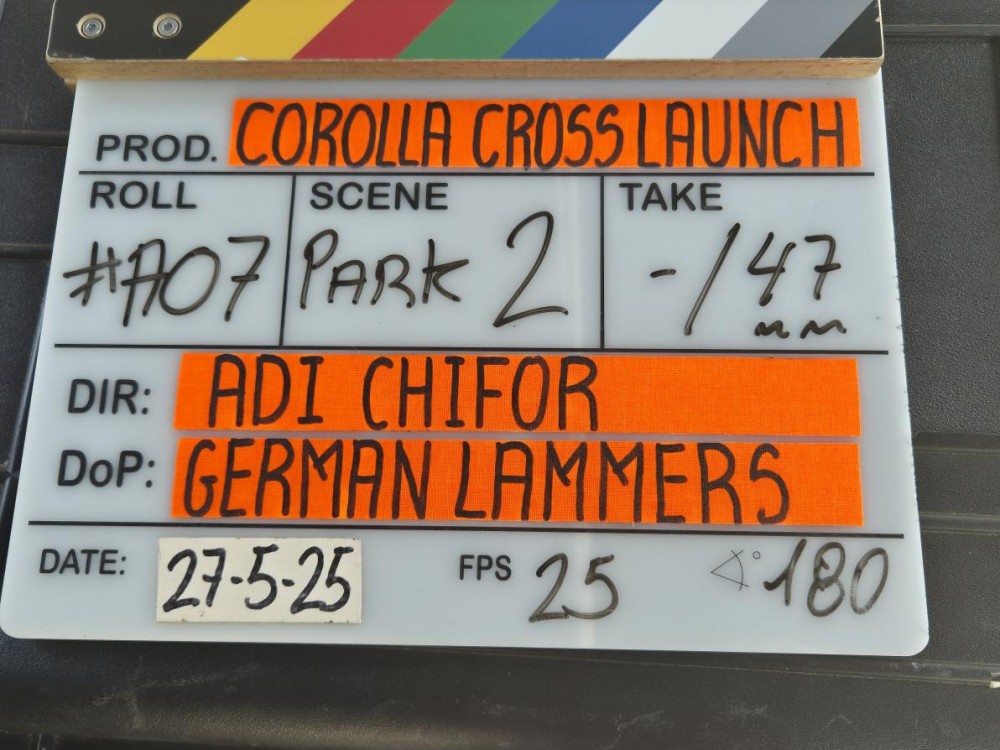 PROD. COROLLA CROSS LAUNCH
ROLL SCENE TAKE
#A07 PARK 2 -/47
mm
DIR: ADI CHIFOR
DoP: GERMAN LAMMERS
DATE: 27-5-25 FPS 25 ∢° 180